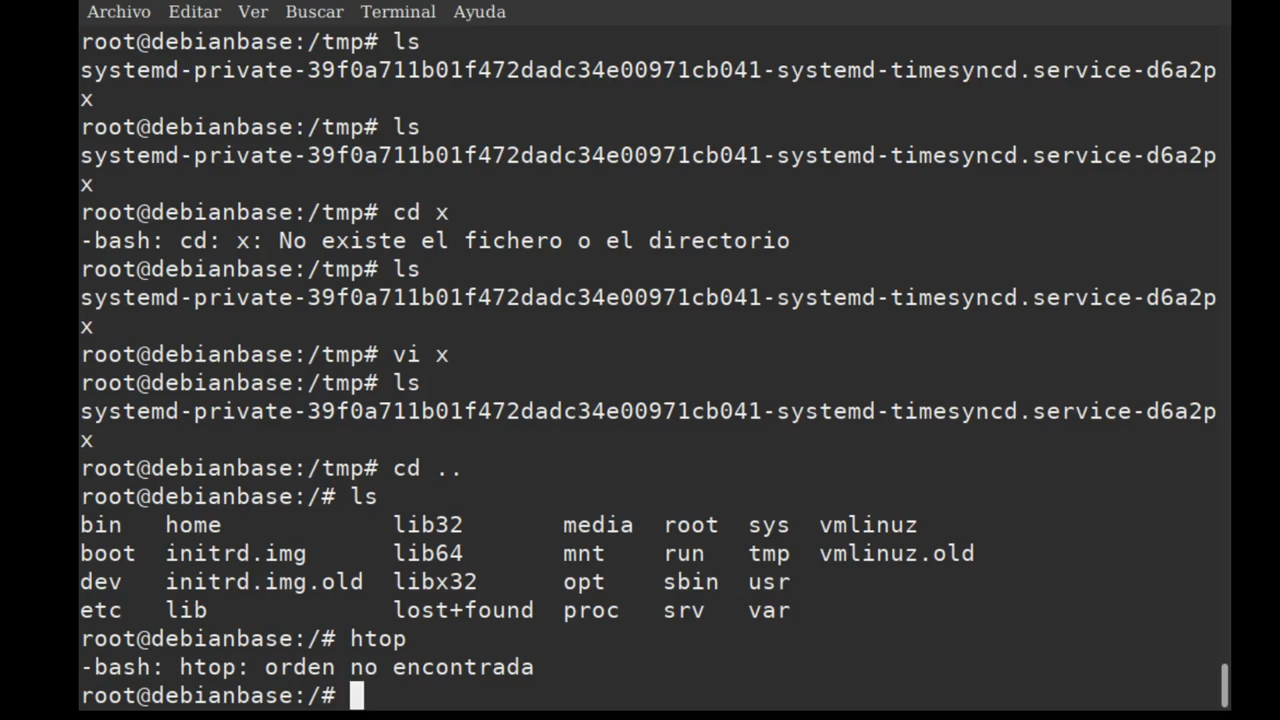 Archivo Editar Ver Buscar Terminal Ayuda
root@debianbase:/tmp# ls
systemd-private-39f0a711b01f472dadc34e00971cb041-systemd-timesyncd.service-d6a2p
x
root@debianbase:/tmp# ls
systemd-private-39f0a711b01f472dadc34e00971cb041-systemd-timesyncd.service-d6a2p
x
root@debianbase:/tmp# cd x
-bash: cd: x: No existe el fichero o el directorio
root@debianbase:/tmp# ls
systemd-private-39f0a711b01f472dadc34e00971cb041-systemd-timesyncd.service-d6a2p
x
root@debianbase:/tmp# vi x
root@debianbase:/tmp# ls
systemd-private-39f0a711b01f472dadc34e00971cb041-systemd-timesyncd.service-d6a2p
x
root@debianbase:/tmp# cd ..
root@debianbase:/# ls
bin home lib32 media root sys vmlinuz
boot initrd.img lib64 mnt run tmp vmlinuz.old
dev initrd.img.old libx32 opt sbin usr
etc lib lost+found proc srv var
root@debianbase:/# htop
-bash: htop: orden no encontrada
root@debianbase:/#